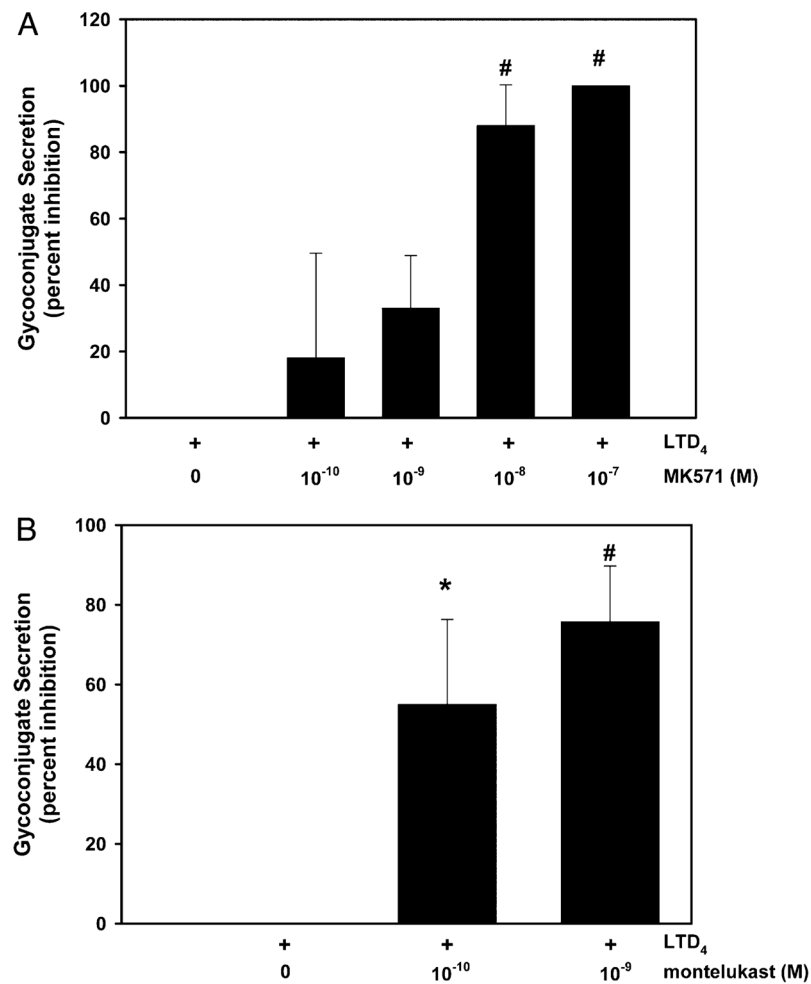 A
Gycoconjugate Secretion
(percent inhibition)
120
100
80
60
40
20
0
#
#
+ + + + + LTD₄
0 10⁻¹⁰ 10⁻⁹ 10⁻⁸ 10⁻⁷ MK571 (M)
B
Gycoconjugate Secretion
(percent inhibition)
100
80
60
40
20
0
*
#
+ + + LTD₄
0 10⁻¹⁰ 10⁻⁹ montelukast (M)